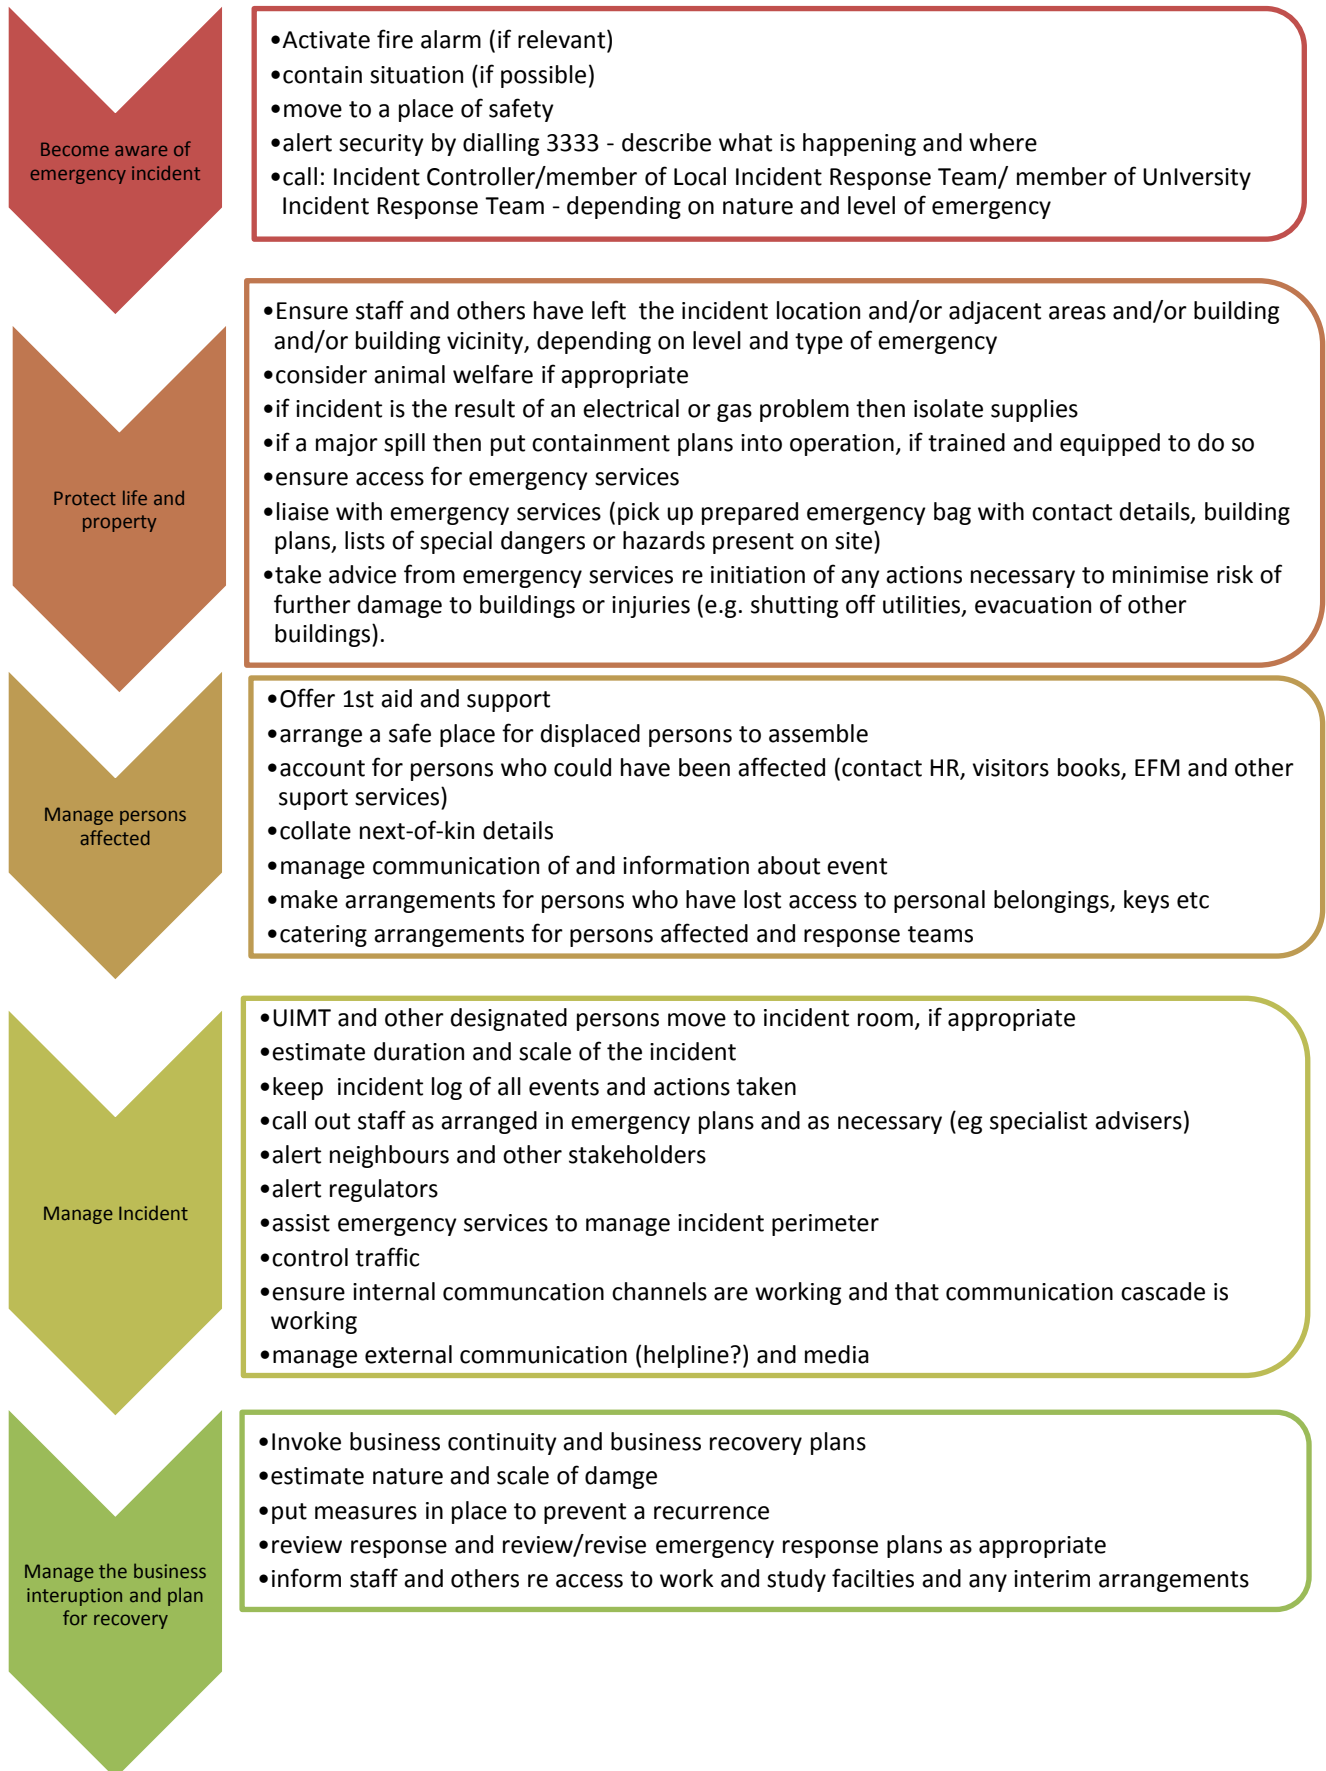 Become aware of
emergency incident
•Activate fire alarm (if relevant)
•contain situation (if possible)
•move to a place of safety
•alert security by dialling 3333 - describe what is happening and where
•call: Incident Controller/member of Local Incident Response Team/ member of UnIversity
Incident Response Team - depending on nature and level of emergency
Protect life and
property
•Ensure staff and others have left the incident location and/or adjacent areas and/or building
and/or building vicinity, depending on level and type of emergency
•consider animal welfare if appropriate
•if incident is the result of an electrical or gas problem then isolate supplies
•if a major spill then put containment plans into operation, if trained and equipped to do so
•ensure access for emergency services
•liaise with emergency services (pick up prepared emergency bag with contact details, building
plans, lists of special dangers or hazards present on site)
•take advice from emergency services re initiation of any actions necessary to minimise risk of
further damage to buildings or injuries (e.g. shutting off utilities, evacuation of other
buildings).
Manage persons
affected
•Offer 1st aid and support
•arrange a safe place for displaced persons to assemble
•account for persons who could have been affected (contact HR, visitors books, EFM and other
suport services)
•collate next-of-kin details
•manage communication of and information about event
•make arrangements for persons who have lost access to personal belongings, keys etc
•catering arrangements for persons affected and response teams
Manage Incident
•UIMT and other designated persons move to incident room, if appropriate
•estimate duration and scale of the incident
•keep incident log of all events and actions taken
•call out staff as arranged in emergency plans and as necessary (eg specialist advisers)
•alert neighbours and other stakeholders
•alert regulators
•assist emergency services to manage incident perimeter
•control traffic
•ensure internal communcation channels are working and that communication cascade is
working
•manage external communication (helpline?) and media
Manage the business
interuption and plan
for recovery
•Invoke business continuity and business recovery plans
•estimate nature and scale of damge
•put measures in place to prevent a recurrence
•review response and review/revise emergency response plans as appropriate
•inform staff and others re access to work and study facilties and any interim arrangements